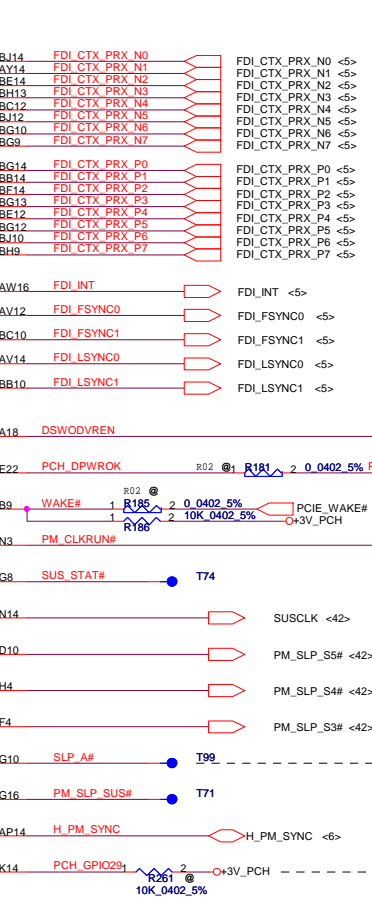 BJ14 FDI_CTX_PRX_N0 FDI_CTX_PRX_N0 <5>
AY14 FDI_CTX_PRX_N1 FDI_CTX_PRX_N1 <5>
BE14 FDI_CTX_PRX_N2 FDI_CTX_PRX_N2 <5>
BH13 FDI_CTX_PRX_N3 FDI_CTX_PRX_N3 <5>
BC12 FDI_CTX_PRX_N4 FDI_CTX_PRX_N4 <5>
BJ12 FDI_CTX_PRX_N5 FDI_CTX_PRX_N5 <5>
BG10 FDI_CTX_PRX_N6 FDI_CTX_PRX_N6 <5>
BG9 FDI_CTX_PRX_N7 FDI_CTX_PRX_N7 <5>
BG14 FDI_CTX_PRX_P0 FDI_CTX_PRX_P0 <5>
BB14 FDI_CTX_PRX_P1 FDI_CTX_PRX_P1 <5>
BF14 FDI_CTX_PRX_P2 FDI_CTX_PRX_P2 <5>
BG13 FDI_CTX_PRX_P3 FDI_CTX_PRX_P3 <5>
BE12 FDI_CTX_PRX_P4 FDI_CTX_PRX_P4 <5>
BG12 FDI_CTX_PRX_P5 FDI_CTX_PRX_P5 <5>
BJ10 FDI_CTX_PRX_P6 FDI_CTX_PRX_P6 <5>
BH9 FDI_CTX_PRX_P7 FDI_CTX_PRX_P7 <5>
AW16 FDI_INT FDI_INT <5>
AV12 FDI_FSYNC0 FDI_FSYNC0 <5>
BC10 FDI_FSYNC1 FDI_FSYNC1 <5>
AV14 FDI_LSYNC0 FDI_LSYNC0 <5>
BB10 FDI_LSYNC1 FDI_LSYNC1 <5>
A18 DSWODVREN
E22 PCH_DPWROK R02 @ 1 R181 2 0_0402_5%
R02 @
B9 WAKE# 1 R185 2 0_0402_5% PCIE_WAKE#
1 R186 2 10K_0402_5% +3V_PCH
N3 PM_CLKRUN#
G8 SUS_STAT# T74
N14 SUSCLK <42>
D10 PM_SLP_S5# <42>
H4 PM_SLP_S4# <42>
F4 PM_SLP_S3# <42>
G10 SLP_A# T99
G16 PM_SLP_SUS# T71
AP14 H_PM_SYNC H_PM_SYNC <6>
K14 PCH_GPIO29 1 R261 2 +3V_PCH
@
10K_0402_5%